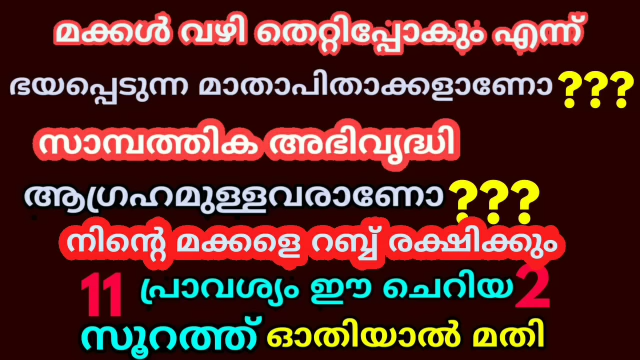 മക്കൾ വഴി തെറ്റിപ്പോകും എന്ന്
ഭയപ്പെടുന്ന മാതാപിതാക്കളാണോ???
സാമ്പത്തിക അഭിവൃദ്ധി
ആഗ്രഹമുള്ളവരാണോ???
നിന്റെ മക്കളെ റബ്ബ് രക്ഷിക്കും
11 പ്രാവശ്യം ഈ ചെറിയ 2
സൂറത്ത് ഓതിയാൽ മതി